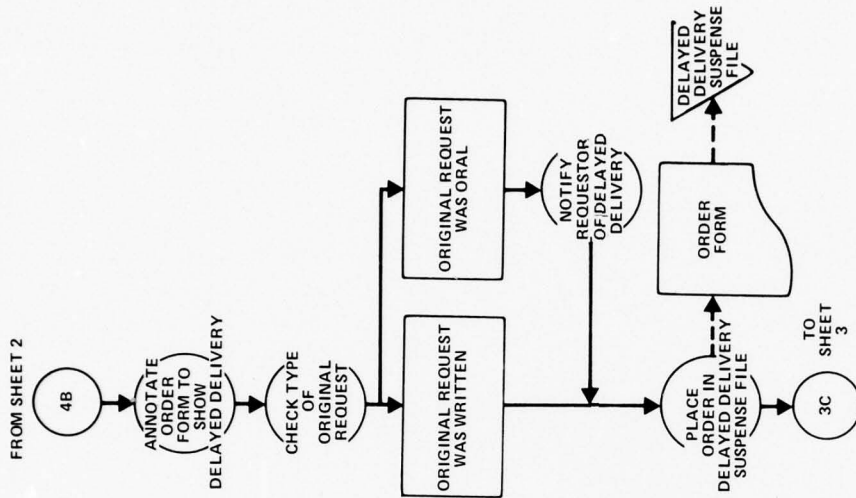 FROM SHEET 2
4B
ANNOTATE
ORDER
FORM TO
SHOW
DELAYED DELIVERY
CHECK TYPE
OF
ORIGINAL
REQUEST
ORIGINAL REQUEST
WAS WRITTEN
ORIGINAL REQUEST
WAS ORAL
NOTIFY
REQUESTOR
OF DELAYED
DELIVERY
PLACE
ORDER IN
DELAYED DELIVERY
SUSPENSE FILE
ORDER
FORM
DELAYED
DELIVERY
SUSPENSE
FILE
3C
TO
SHEET
3